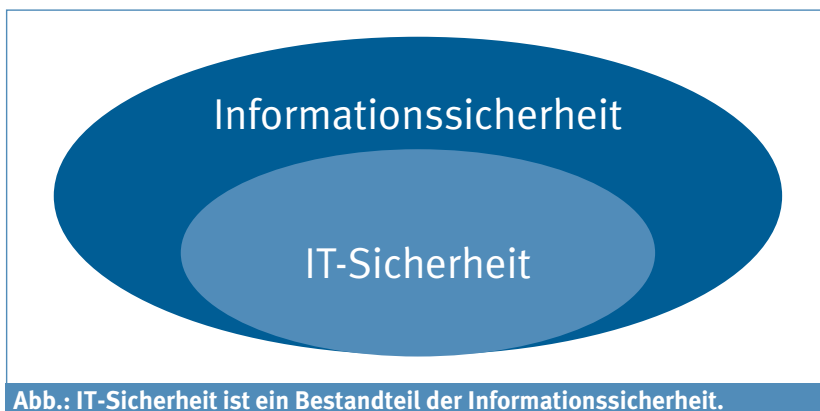 Informationssicherheit
IT-Sicherheit
Abb.: IT-Sicherheit ist ein Bestandteil der Informationssicherheit.